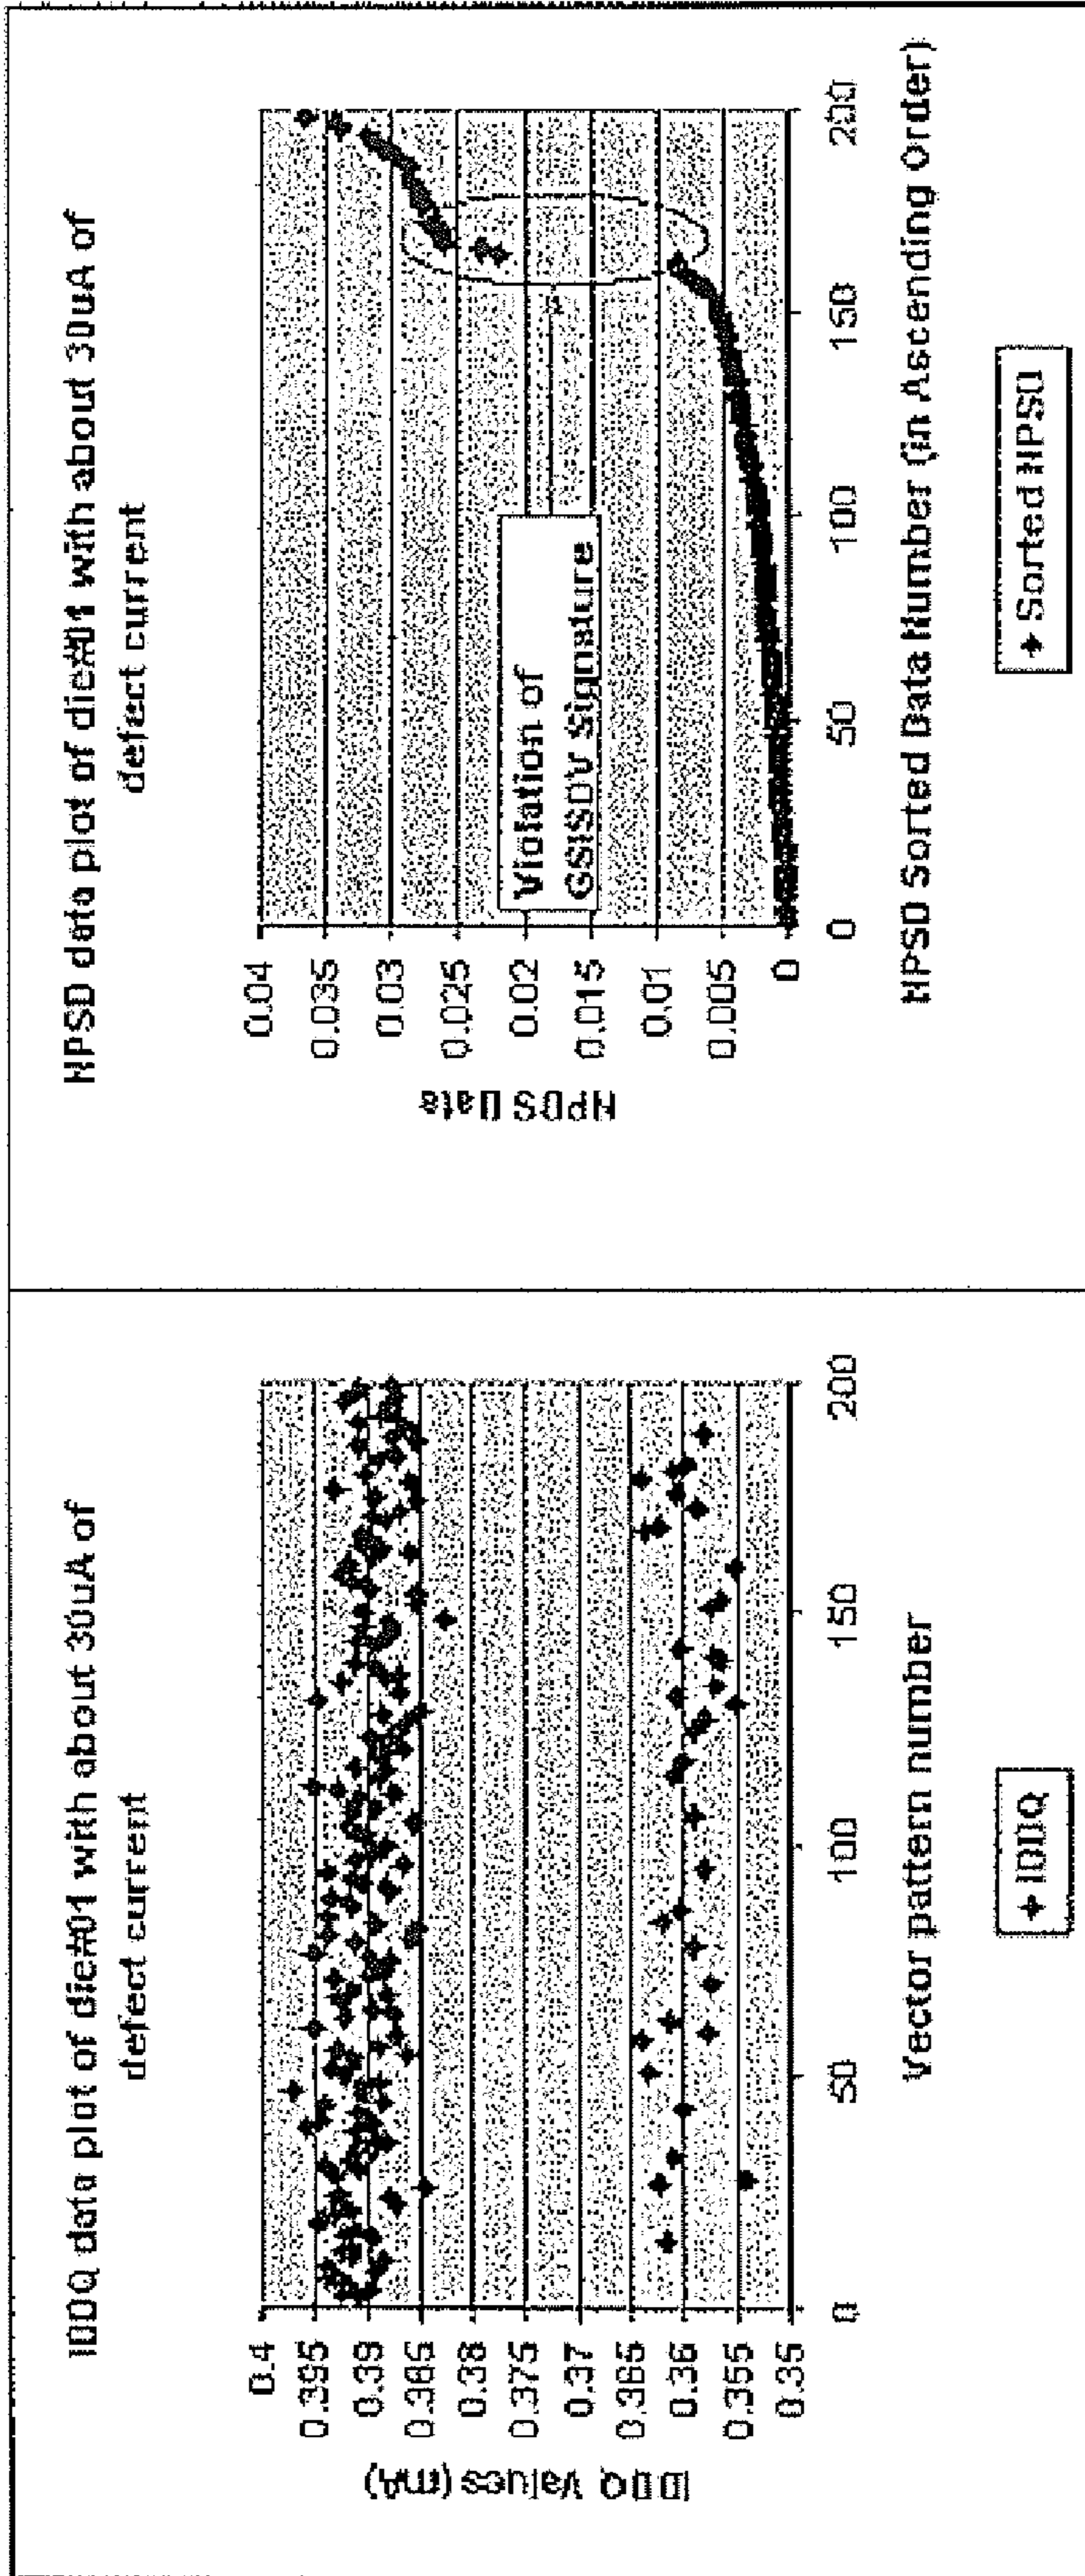 IDDQ data plot of die#01 with about 30uA of
defect current
IDDQ Values (mA)
0.4
0.395
0.39
0.385
0.38
0.375
0.37
0.365
0.36
0.355
0.35
0
50
100
150
200
Vector pattern number
IDDQ
NPSD data plot of die#01 with about 30uA of
defect current
NPDS Data
0.04
0.035
0.03
0.025
0.02
0.015
0.01
0.005
0
Violation of
GSISDV Signature
0
50
100
150
200
NPSD Sorted Data Number (in Ascending Order)
Sorted NPSD